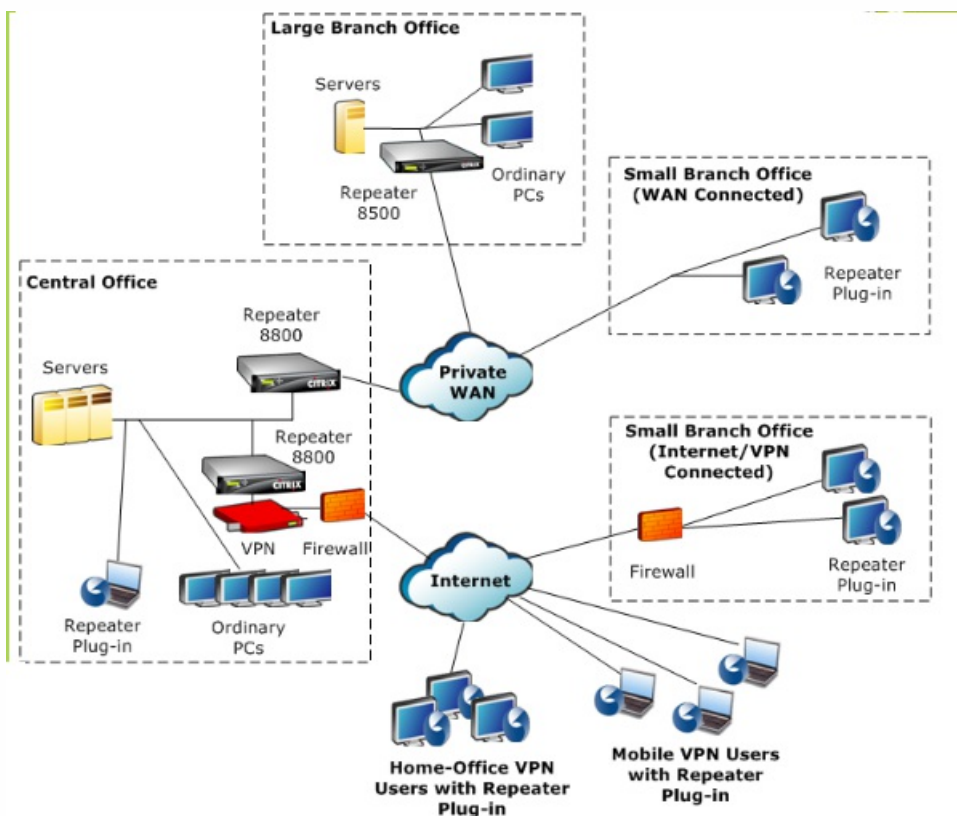 Large Branch Office
Servers
Repeater
8500
Ordinary
PCs
Small Branch Office
(WAN Connected)
Repeater
Plug-in
Central Office
Repeater
8800
Servers
CITRIX
Private
WAN
Repeater
8800
CITRIX
VPN
Firewall
Repeater
Plug-in
Ordinary
PCs
Small Branch Office
(Internet/VPN
Connected)
Firewall
Repeater
Plug-in
Internet
Home-Office VPN
Users with Repeater
Plug-in
Mobile VPN Users
with Repeater
Plug-in